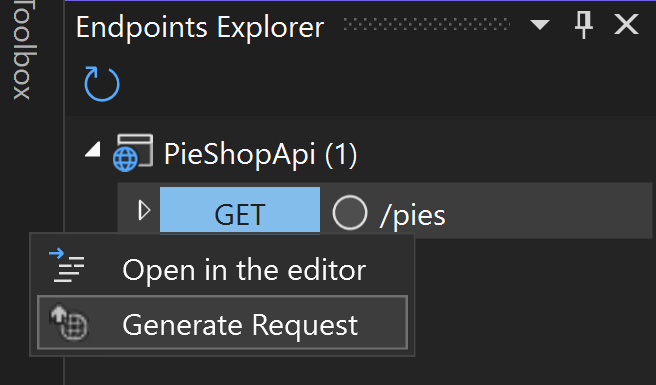 Toolbox
Endpoints Explorer
PieShopApi (1)
GET /pies
Open in the editor
Generate Request